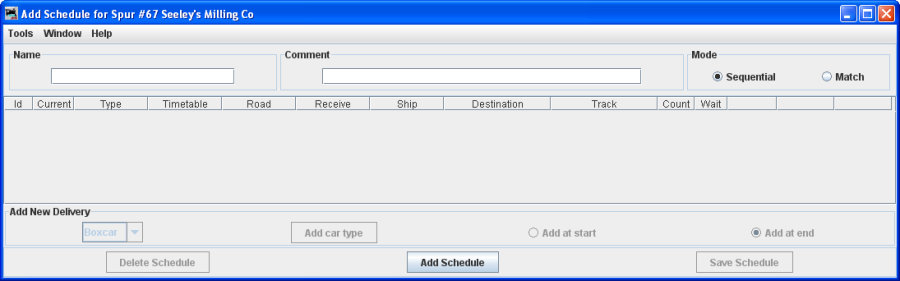 Add Schedule for Spur #67 Seeley's Milling Co
Tools Window Help
Name Comment Mode
Sequential Match
Id Current Type Timetable Road Receive Ship Destination Track Count Wait
Add New Delivery
Boxcar Add car type Add at start Add at end
Delete Schedule Add Schedule Save Schedule